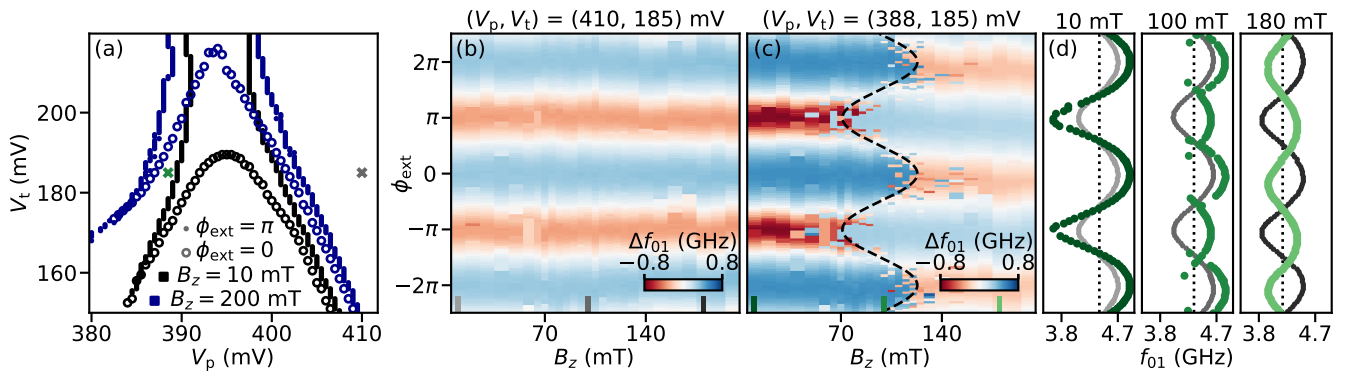 (V_p, V_t) = (410, 185) mV
(V_p, V_t) = (388, 185) mV
10 mT
100 mT
180 mT
(a)
(b)
(c)
(d)
V_t (mV)
200
180
160
380
390
400
410
V_p (mV)
ϕ_ext = π
ϕ_ext = 0
B_z = 10 mT
B_z = 200 mT
ϕ_ext
2π
π
0
−π
−2π
Δf_01 (GHz)
−0.8
0.8
70
140
B_z (mT)
Δf_01 (GHz)
−0.8
0.8
70
140
B_z (mT)
3.8
4.7
3.8
4.7
3.8
4.7
f_01 (GHz)